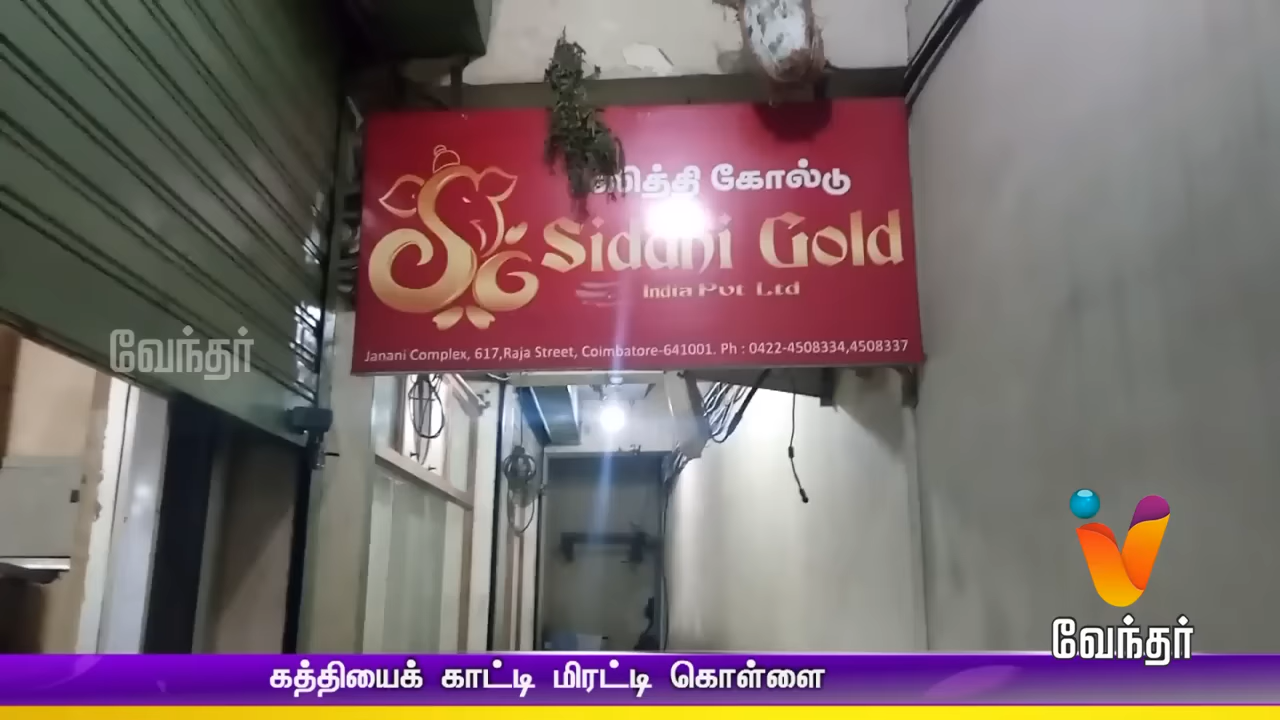 கோல்டு
Siddhi Gold
India Pvt Ltd
Janani Complex, 617,Raja Street, Coimbatore-641001. Ph : 0422-4508334,4508337
வேந்தர்
வேந்தர்
கத்தியைக் காட்டி மிரட்டி கொள்ளை